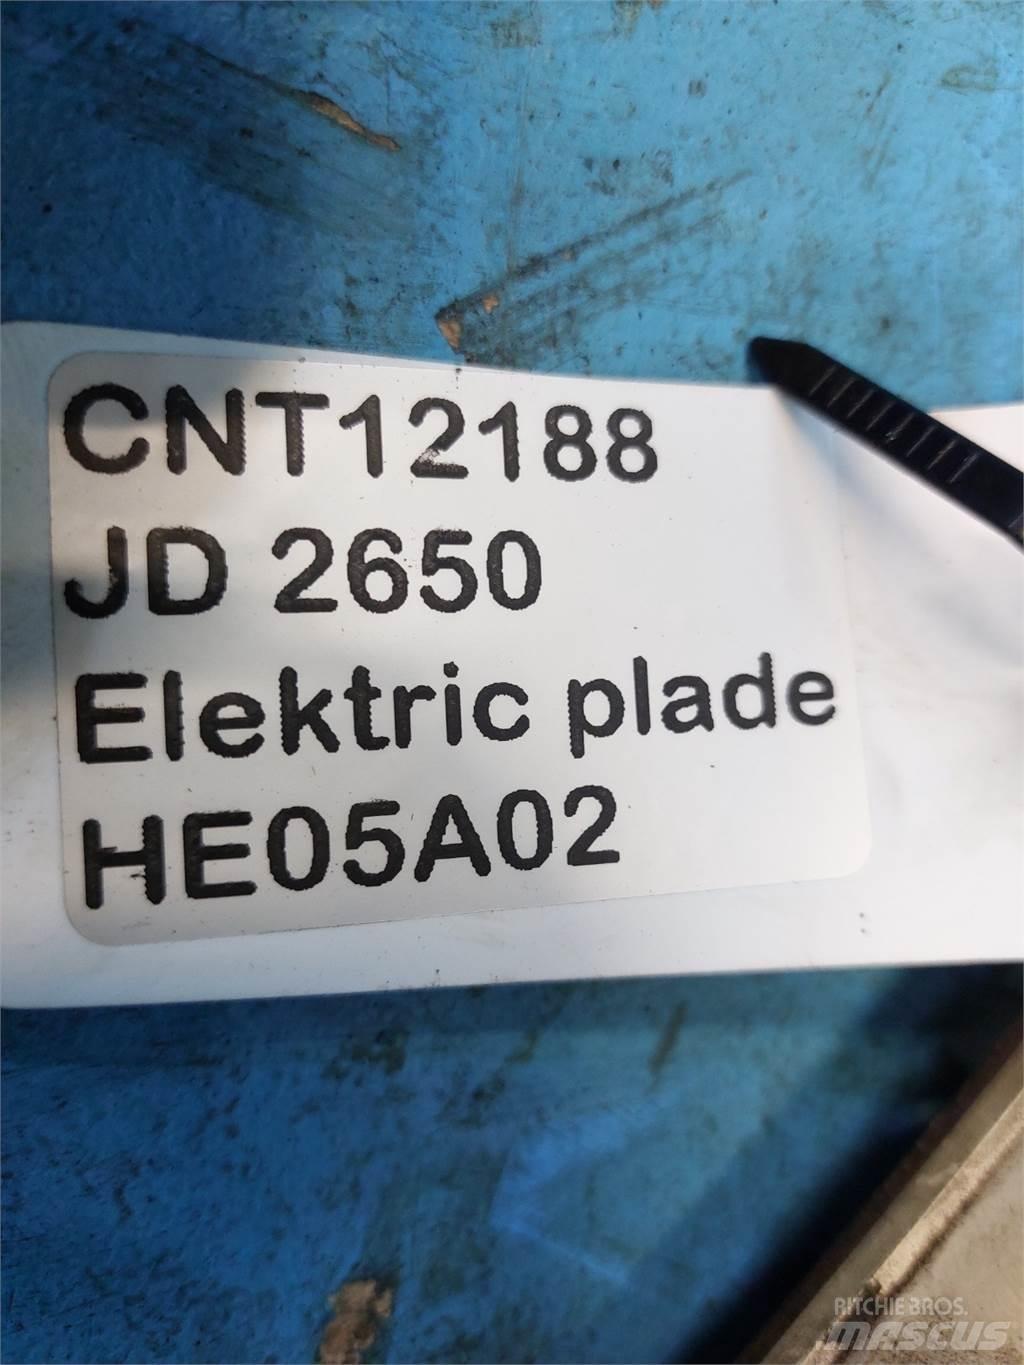 CNT12188
JD 2650
Elektric plade
HE05A02
RITCHIE BROS.
MASCUS